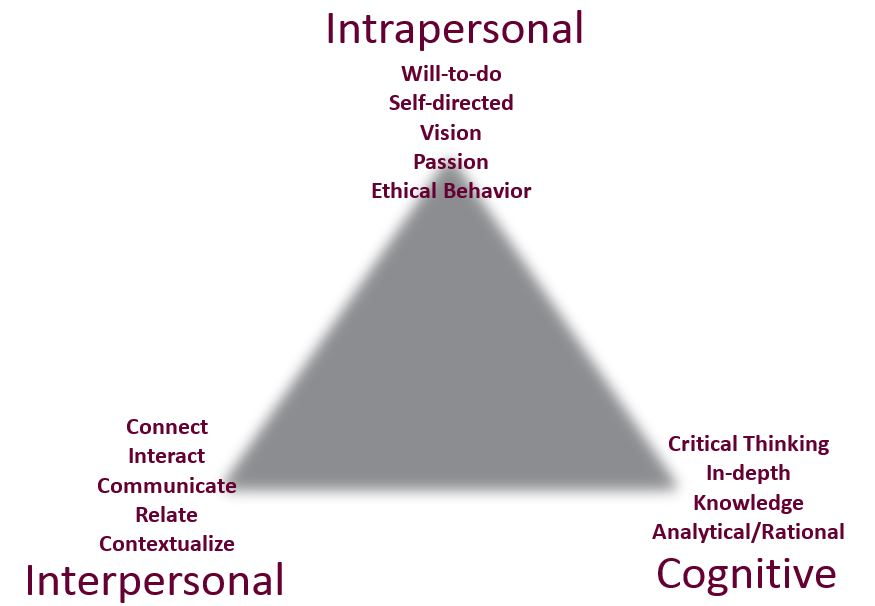 Intrapersonal
Will-to-do
Self-directed
Vision
Passion
Ethical Behavior
Connect
Interact
Communicate
Relate
Contextualize
Interpersonal
Critical Thinking
In-depth
Knowledge
Analytical/Rational
Cognitive